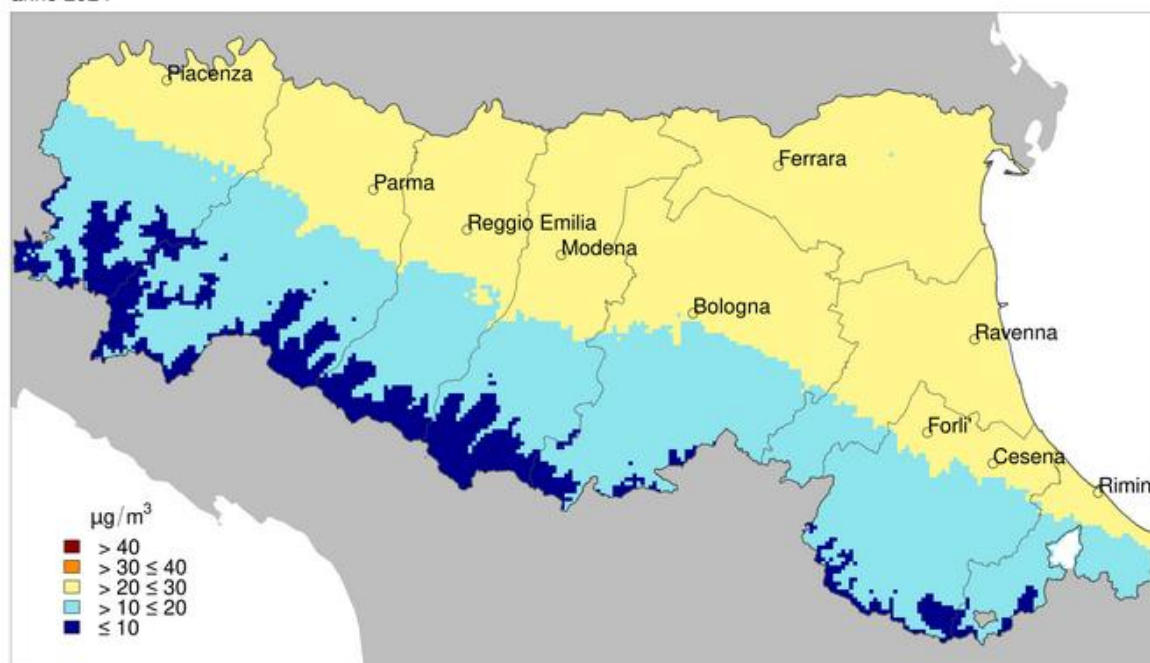 Piacenza
Parma
Reggio Emilia
Modena
Ferrara
Bologna
Ravenna
Forli'
Cesena
Rimin
µg/m³
> 40
> 30 ≤ 40
> 20 ≤ 30
> 10 ≤ 20
≤ 10